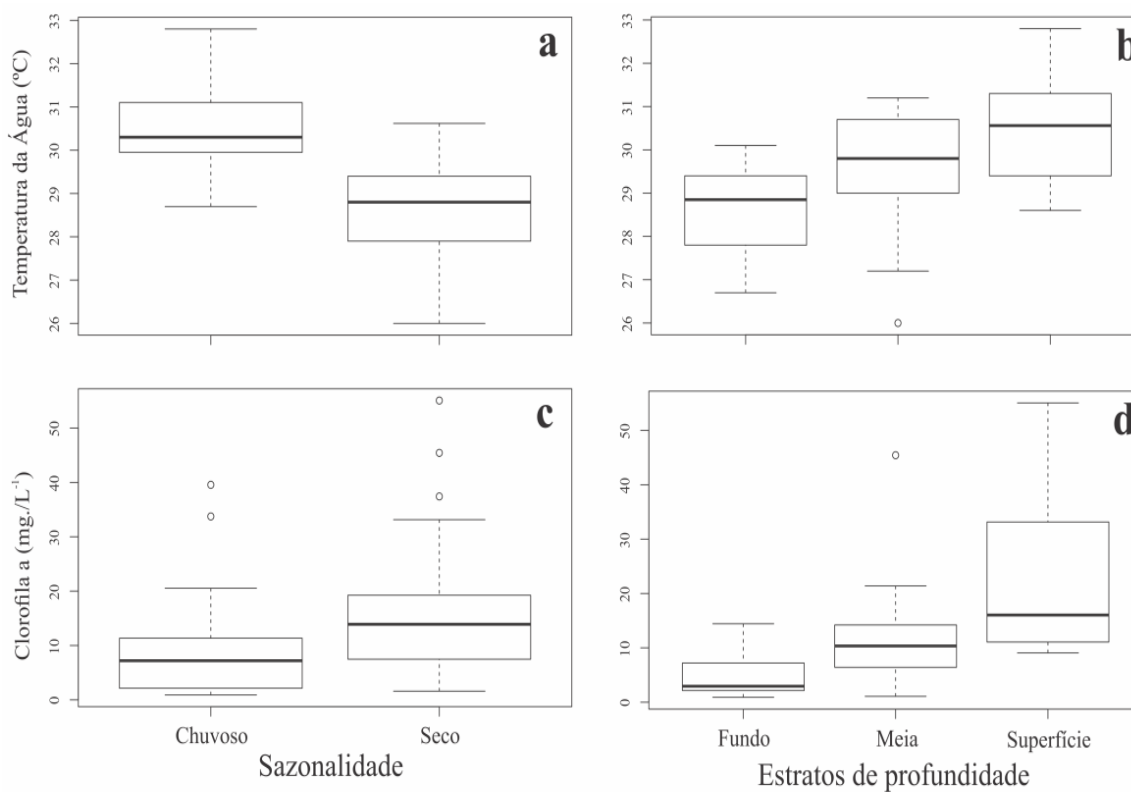 Temperatura da Água (ºC)
33
32
31
30
29
28
27
26
a
33
32
31
30
29
28
27
26
b
Clorofila a (mg./L⁻¹)
50
40
30
20
10
0
c
Chuvoso
Seco
Sazonalidade
50
40
30
20
10
0
d
Fundo
Meia
Superfície
Estratos de profundidade